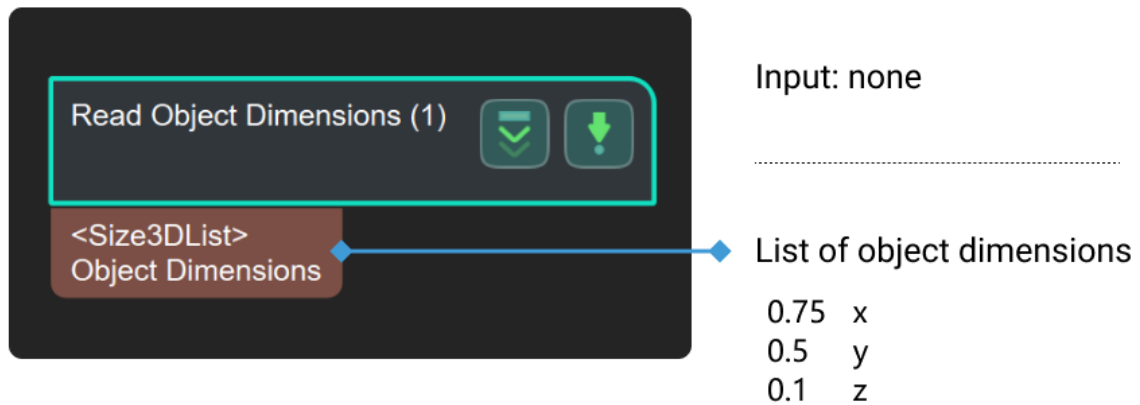 Read Object Dimensions (1)
<Size3DList>
Object Dimensions
Input: none
List of object dimensions
0.75 x
0.5 y
0.1 z